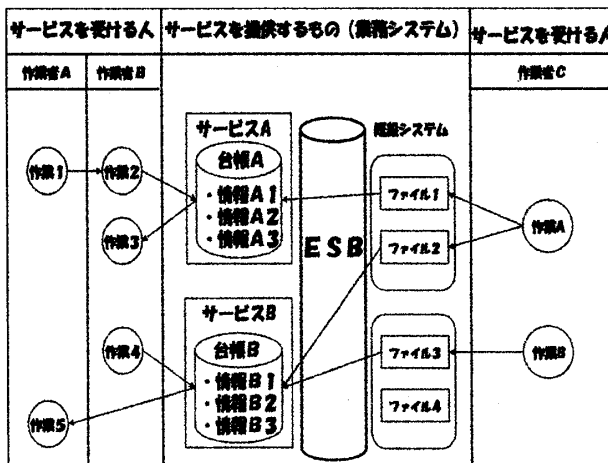 サービスを受ける人
サービスを提供するもの（業務システム）
サービスを受ける人
作業者A
作業者B
作業者C
サービスA
台帳A
・情報A1
・情報A2
・情報A3
サービスB
台帳B
・情報B1
・情報B2
・情報B3
ESB
既設システム
ファイル1
ファイル2
ファイル3
ファイル4
作業1
作業2
作業3
作業4
作業5
作業A
作業B